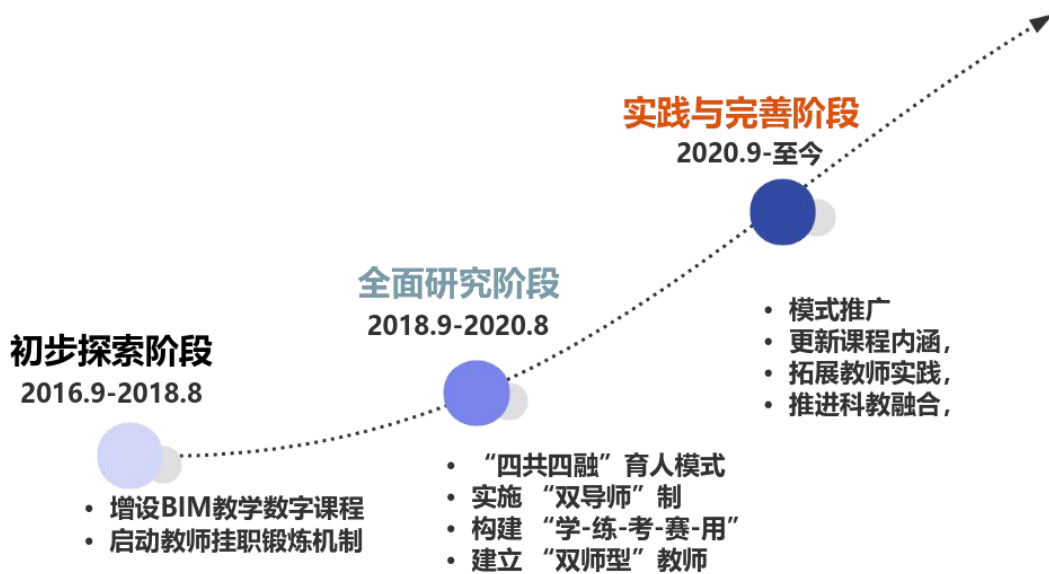 初步探索阶段
2016.9-2018.8
• 增设BIM教学数字课程
• 启动教师挂职锻炼机制
全面研究阶段
2018.9-2020.8
• “四共四融”育人模式
• 实施“双导师”制
• 构建“学-练-考-赛-用”
• 建立“双师型”教师
实践与完善阶段
2020.9-至今
• 模式推广
• 更新课程内涵,
• 拓展教师实践,
• 推进科教融合,